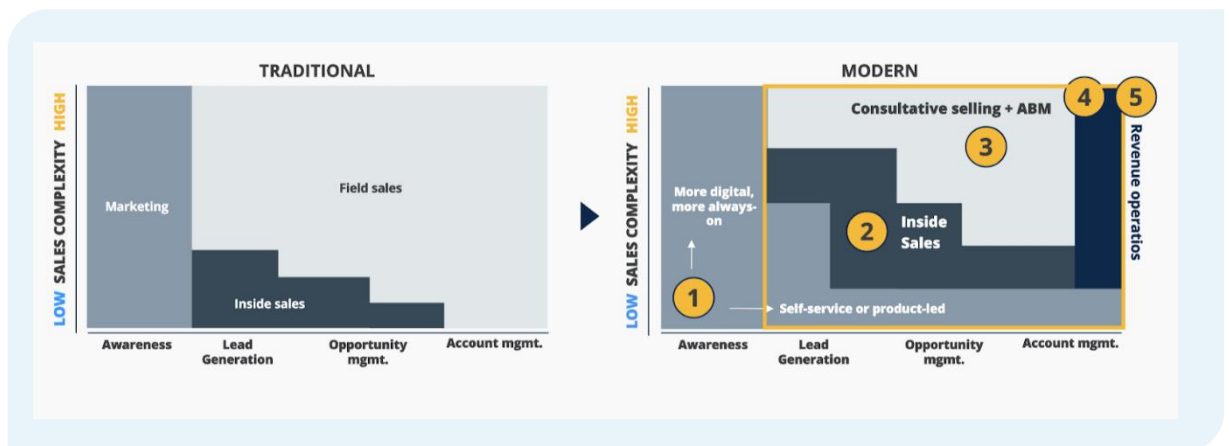 TRADITIONAL
LOW SALES COMPLEXITY HIGH
Marketing
Field sales
Inside sales
Awareness
Lead
Generation
Opportunity
mgmt.
Account mgmt.
MODERN
LOW SALES COMPLEXITY HIGH
Consultative selling + ABM
4
5
3
More digital,
more always-
on
2
Inside
Sales
1
Self-service or product-led
Revenue operatios
Awareness
Lead
Generation
Opportunity
mgmt.
Account mgmt.